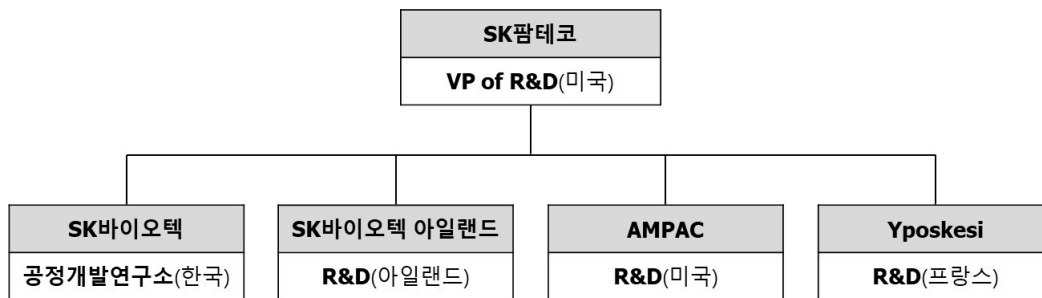 SK팜테코
VP of R&D(미국)
SK바이오텍
공정개발연구소(한국)
SK바이오텍 아일랜드
R&D(아일랜드)
AMPAC
R&D(미국)
Yposkesi
R&D(프랑스)